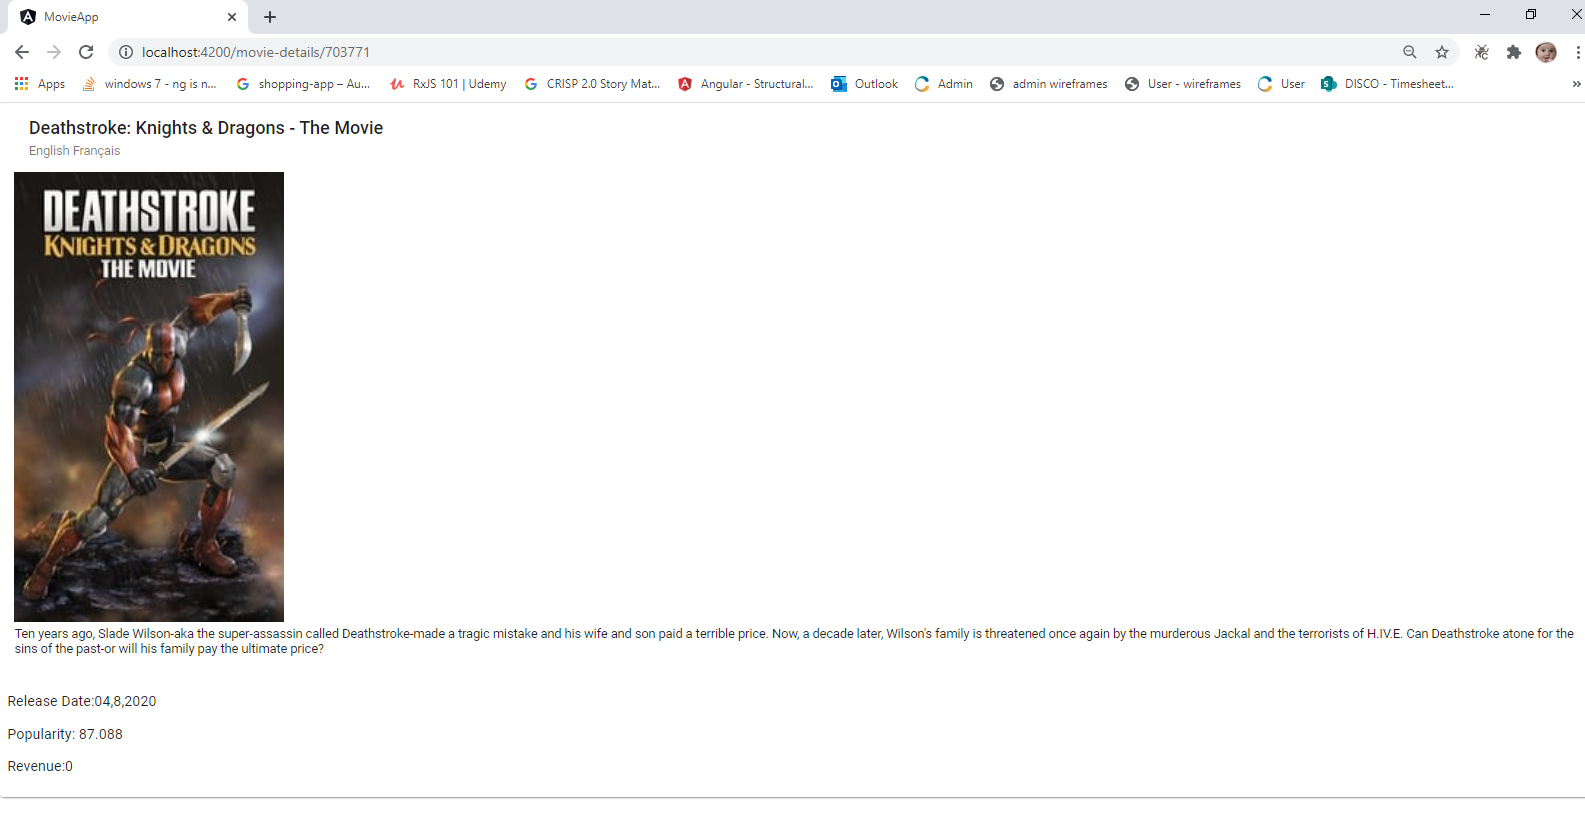 MovieApp
localhost:4200/movie-details/703771
Apps windows 7 - ng is n... shopping-app – Au... RxJS 101 | Udemy CRISP 2.0 Story Mat... Angular - Structural... Outlook Admin admin wireframes User - wireframes User DISCO - Timesheet... »
Deathstroke: Knights & Dragons - The Movie
English Français
DEATHSTROKE
KNIGHTS & DRAGONS
THE MOVIE
Ten years ago, Slade Wilson-aka the super-assassin called Deathstroke-made a tragic mistake and his wife and son paid a terrible price. Now, a decade later, Wilson's family is threatened once again by the murderous Jackal and the terrorists of H.IV.E. Can Deathstroke atone for the
sins of the past-or will his family pay the ultimate price?
Release Date:04,8,2020
Popularity: 87.088
Revenue:0